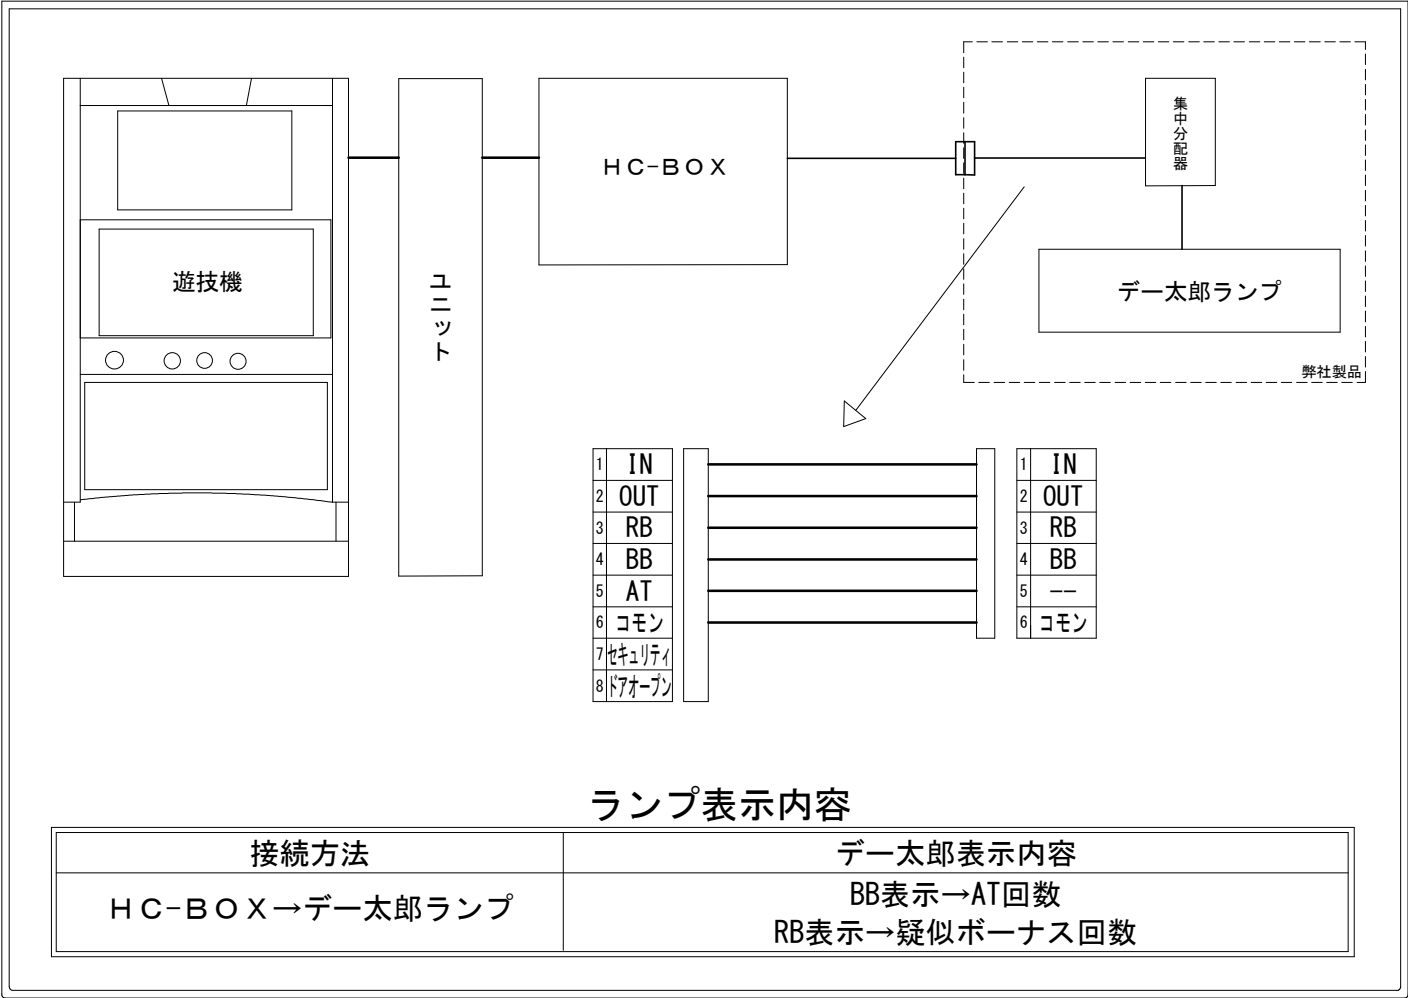 集中分配器
HC-BOX
遊技機
ユニット
デー太郎ランプ
弊社製品
1 IN
2 OUT
3 RB
4 BB
5 AT
6 コモン
7 セキュリティ
8 ドアオープン
1 IN
2 OUT
3 RB
4 BB
5 --
6 コモン
ランプ表示内容
接続方法 デー太郎表示内容
HC-BOX→デー太郎ランプ
BB表示→AT回数
RB表示→疑似ボーナス回数